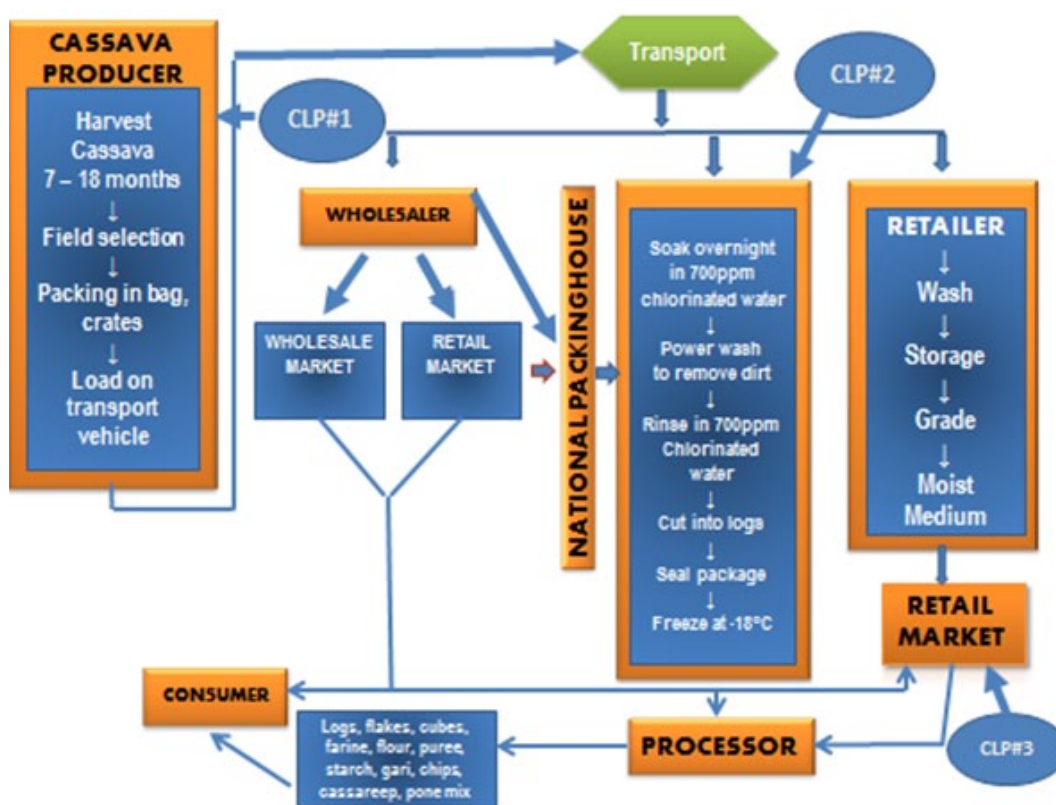 CASSAVA
PRODUCER
Harvest
Cassava
7 – 18 months
↓
Field selection
↓
Packing in bag,
crates
↓
Load on
transport
vehicle
CLP#1
Transport
CLP#2
WHOLESALER
WHOLESALE
MARKET
RETAIL
MARKET
NATIONAL PACKINGHOUSE
Soak overnight
in 700ppm
chlorinated water
↓
Power wash
to remove dirt
↓
Rinse in 700ppm
Chlorinated
water
↓
Cut into logs
↓
Seal package
↓
Freeze at -18°C
RETAILER
↓
Wash
↓
Storage
↓
Grade
↓
Moist
Medium
RETAIL
MARKET
CLP#3
CONSUMER
Logs, flakes, cubes,
farine, flour, puree,
starch, gari, chips,
cassareep, pone mix
PROCESSOR